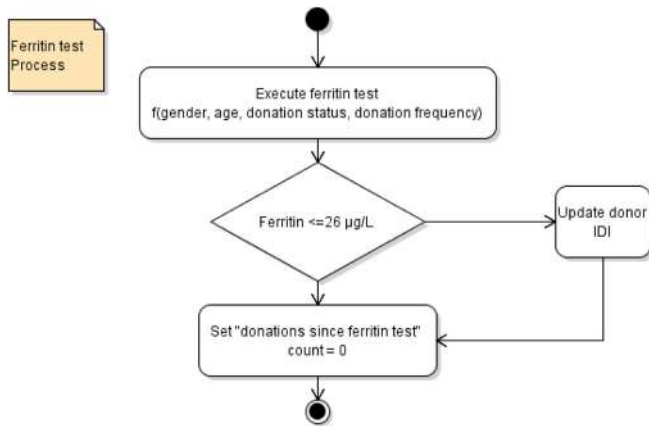 Ferritin test
Process
Execute ferritin test
f(gender, age, donation status, donation frequency)
Ferritin <=26 µg/L
Update donor
IDI
Set "donations since ferritin test"
count = 0